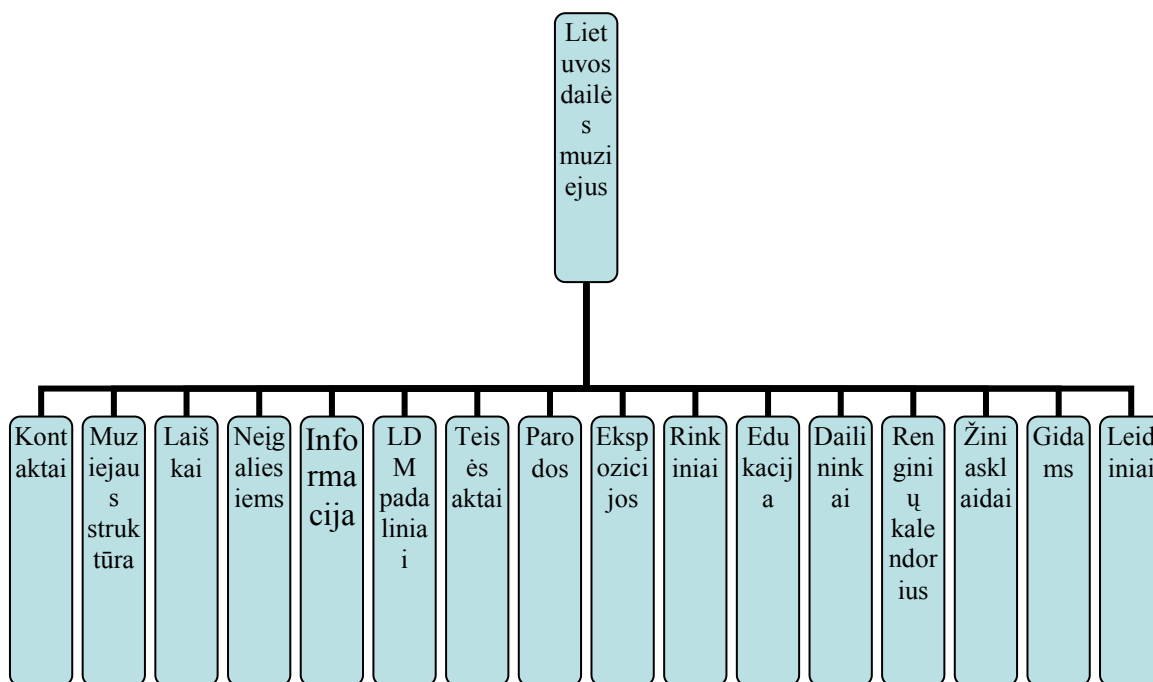 Liet
uvos
dailė
s
muzi
ejus
Kont
aktai
Muz
iejau
s
struk
tūra
Laiš
kai
Neįg
alies
iems
Info
rma
cija
LD
M
pada
linia
i
Teis
ės
aktai
Paro
dos
Eksp
ozici
jos
Rink
iniai
Edu
kacij
a
Daili
nink
ai
Ren
gini
ų
kale
ndor
ius
Žini
askl
aidai
Gida
ms
Leid
iniai